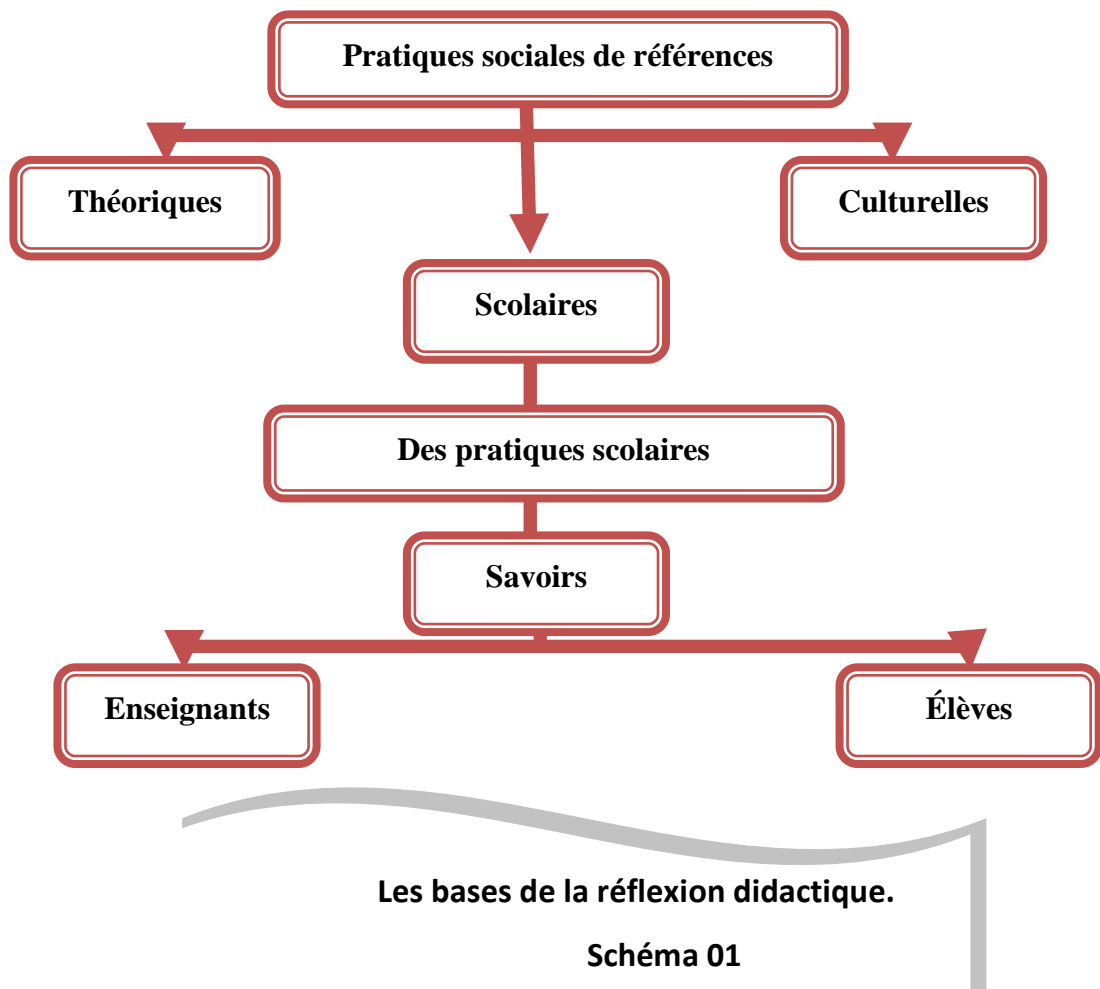 Pratiques sociales de références
Théoriques
Culturelles
Scolaires
Des pratiques scolaires
Savoirs
Enseignants
Élèves
Les bases de la réflexion didactique.
Schéma 01